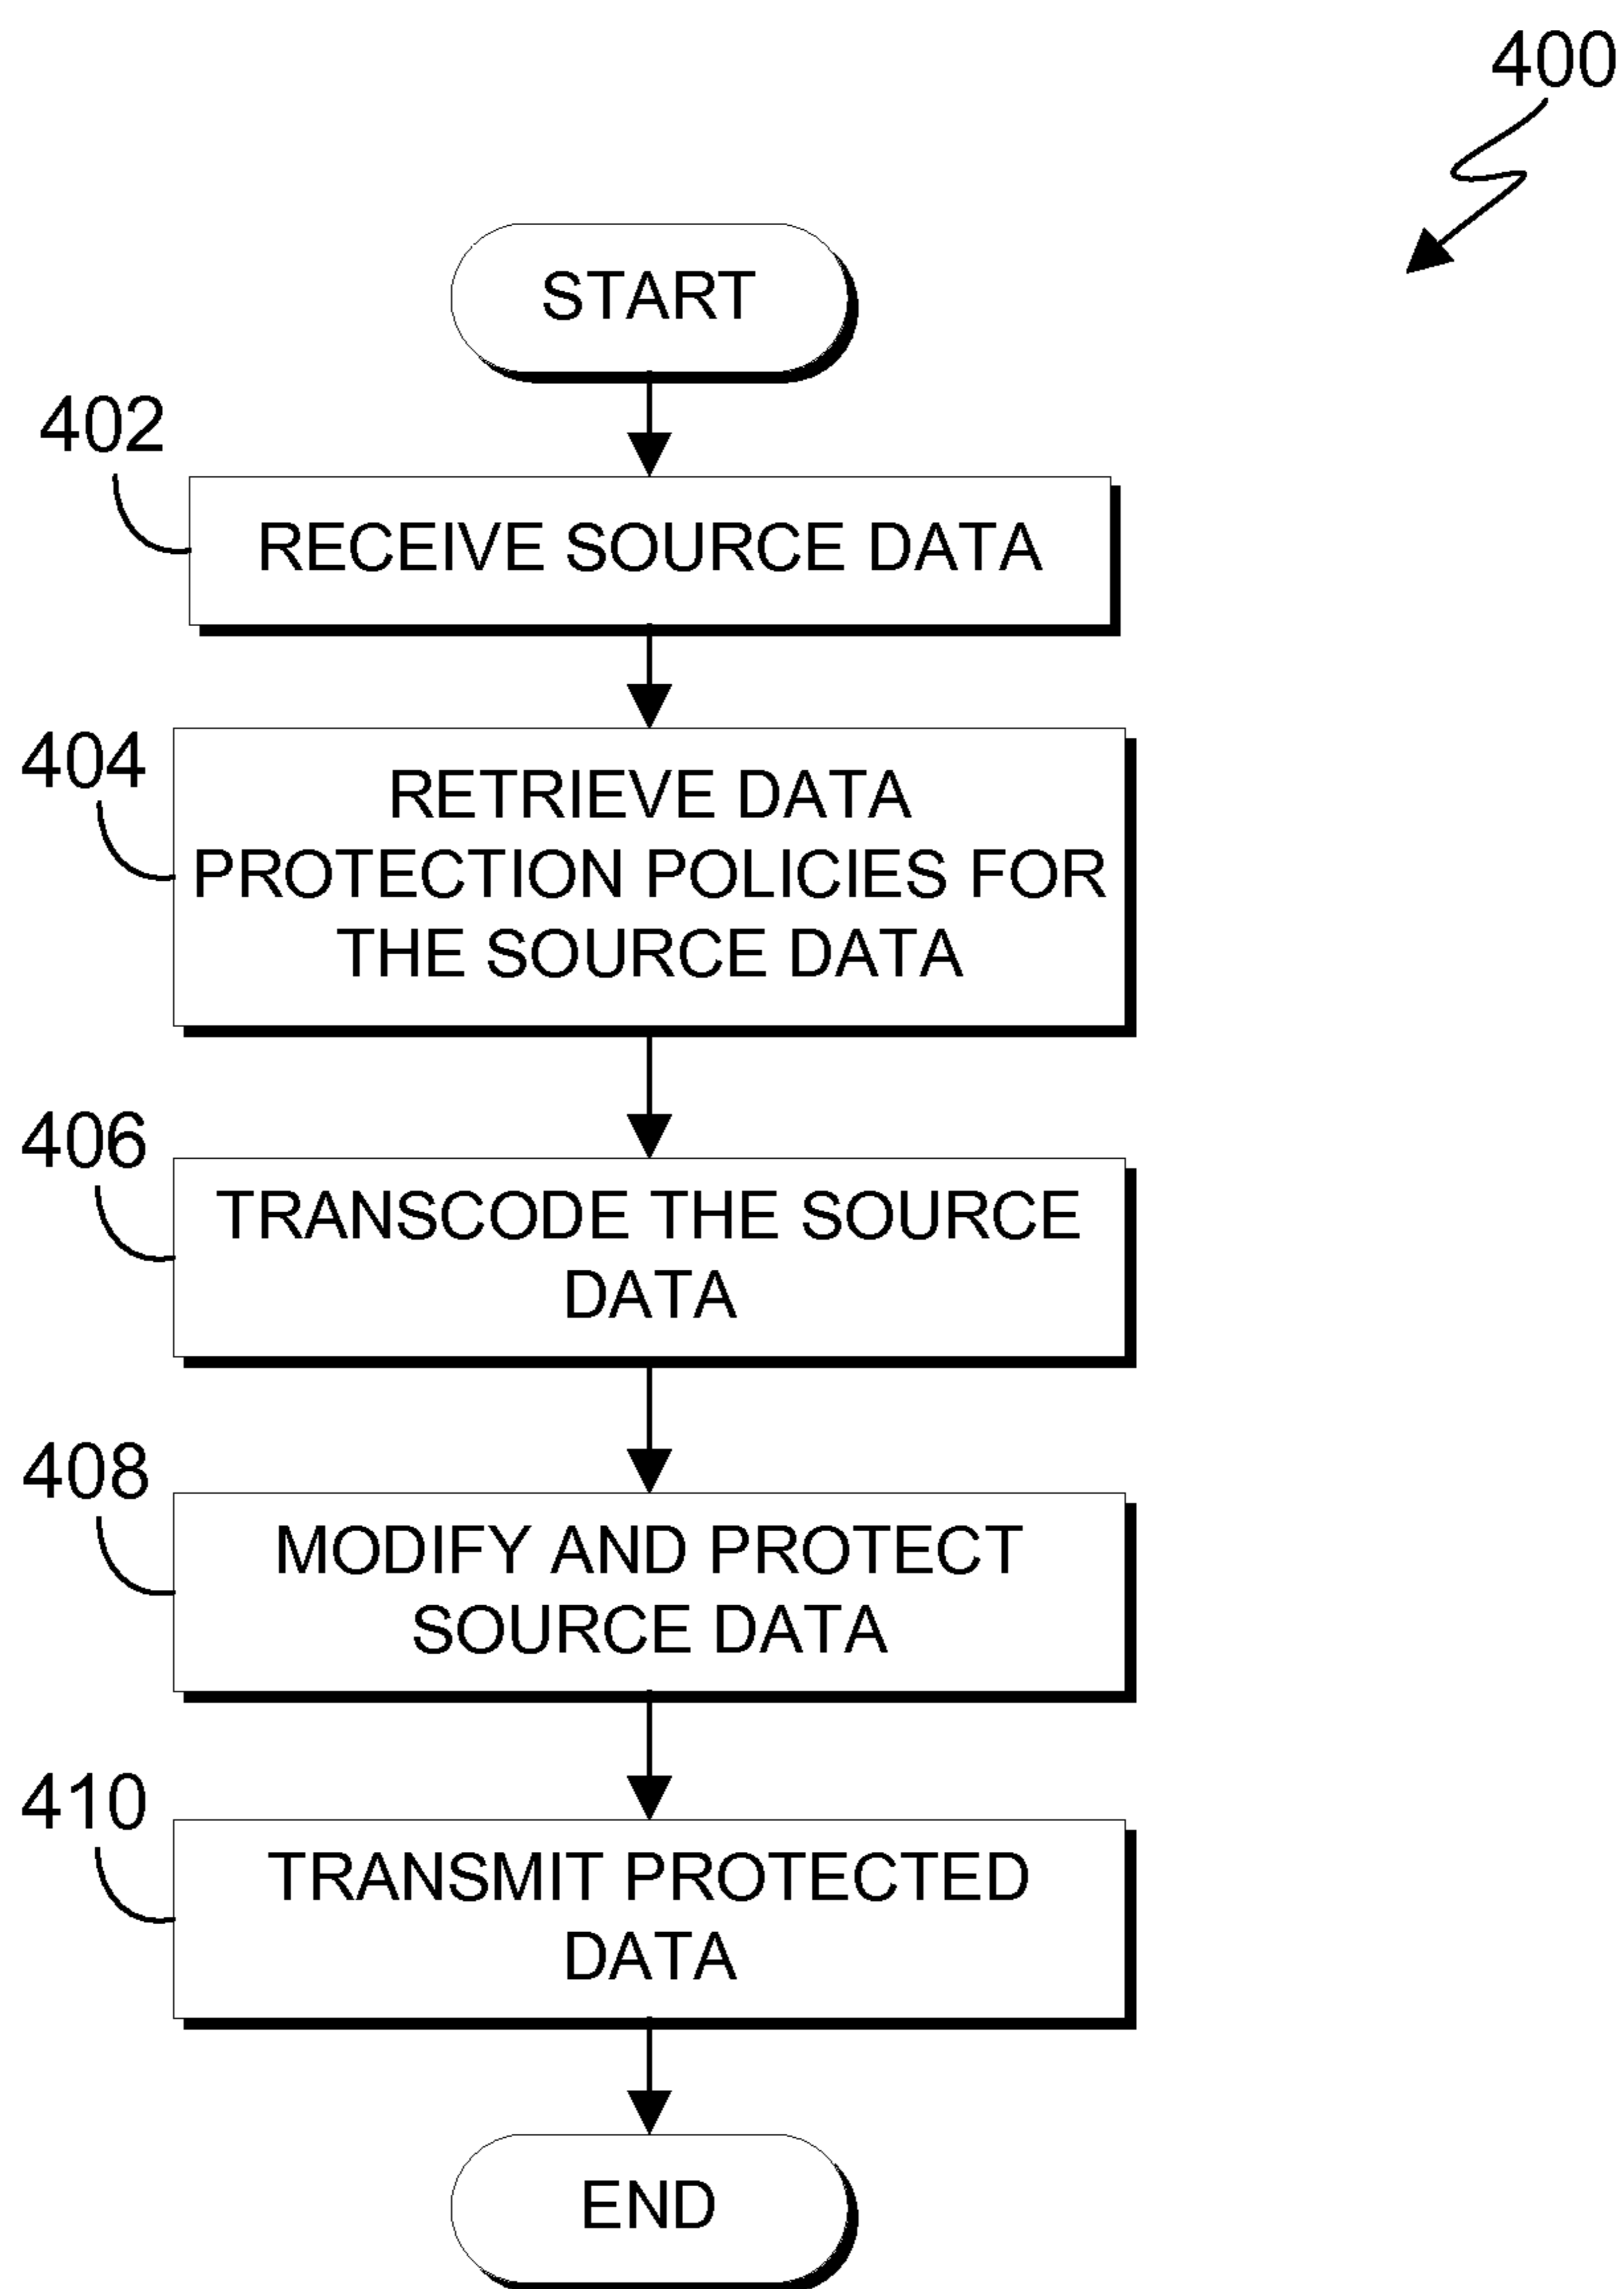 400
START
402
RECEIVE SOURCE DATA
404
RETRIEVE DATA
PROTECTION POLICIES FOR
THE SOURCE DATA
406
TRANSCODE THE SOURCE
DATA
408
MODIFY AND PROTECT
SOURCE DATA
410
TRANSMIT PROTECTED
DATA
END